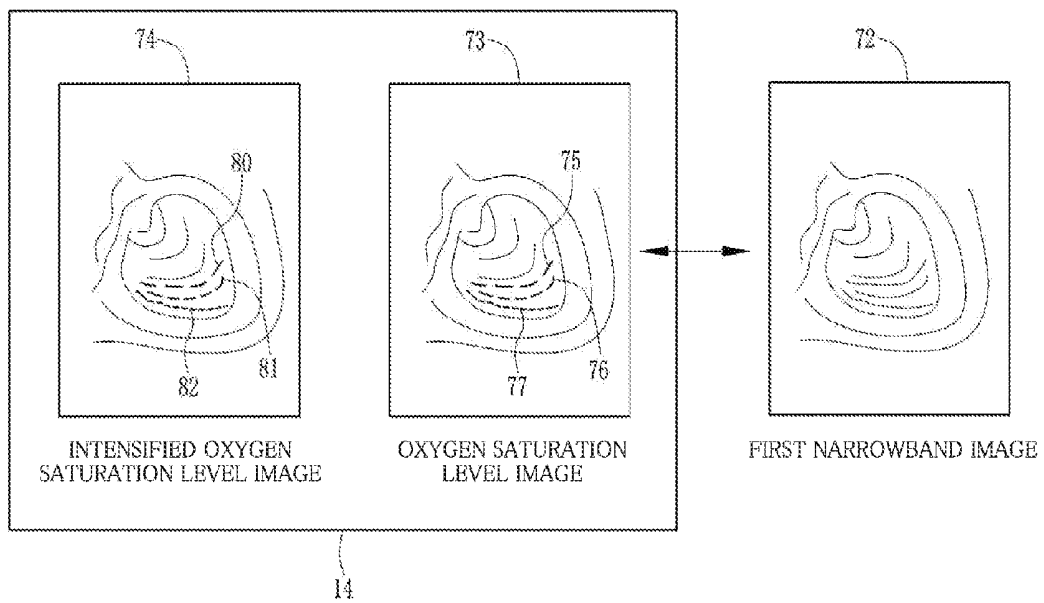 74
73
72
80
75
82
81
77
76
INTENSIFIED OXYGEN
SATURATION LEVEL IMAGE
OXYGEN SATURATION
LEVEL IMAGE
FIRST NARROWBAND IMAGE
14